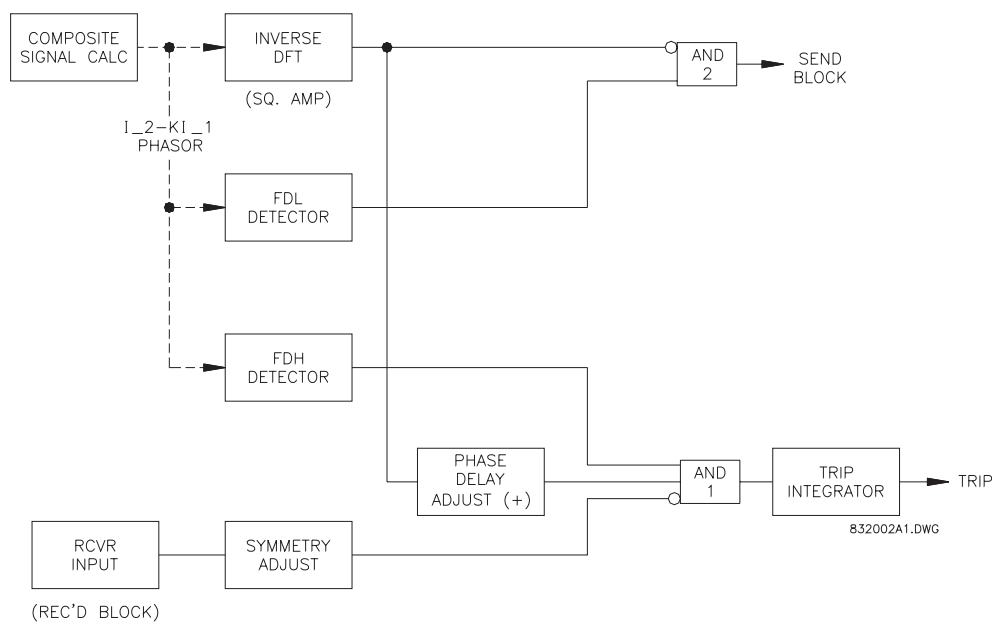 COMPOSITE
SIGNAL CALC
INVERSE
DFT
(SQ. AMP)
AND
2
SEND
BLOCK
I_2-KI_1
PHASOR
FDL
DETECTOR
FDH
DETECTOR
PHASE
DELAY
ADJUST (+)
AND
1
TRIP
INTEGRATOR
TRIP
832002A1.DWG
RCVR
INPUT
(REC'D BLOCK)
SYMMETRY
ADJUST